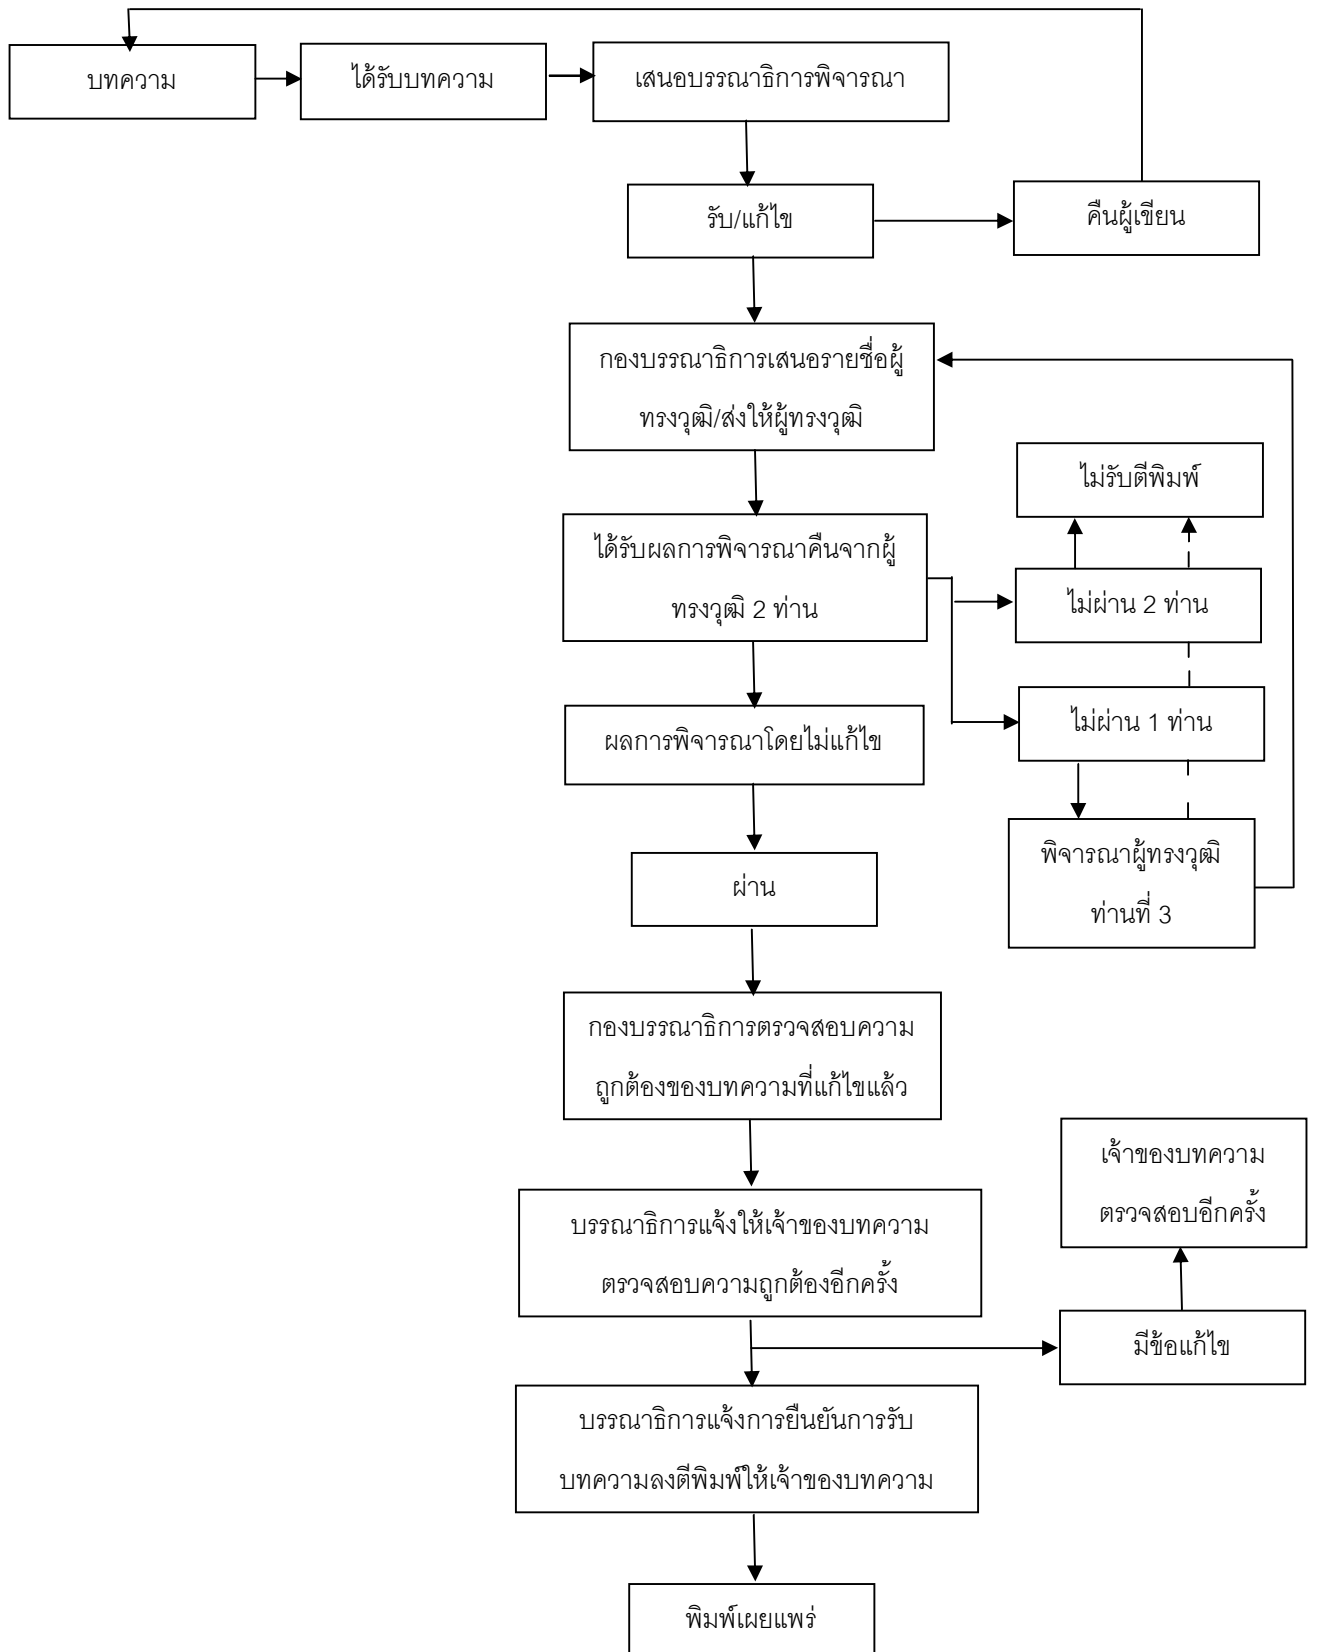 บทความ
ได้รับบทความ
เสนอบรรณาธิการพิจารณา
รับ/แก้ไข
คืนผู้เขียน
กองบรรณาธิการเสนอรายชื่อผู้
ทรงวุฒิ/ส่งให้ผู้ทรงวุฒิ
ไม่รับตีพิมพ์
ได้รับผลการพิจารณาคืนจากผู้
ทรงวุฒิ 2 ท่าน
ไม่ผ่าน 2 ท่าน
ผลการพิจารณาโดยไม่แก้ไข
ไม่ผ่าน 1 ท่าน
พิจารณาผู้ทรงวุฒิ
ท่านที่ 3
ผ่าน
กองบรรณาธิการตรวจสอบความ
ถูกต้องของบทความที่แก้ไขแล้ว
เจ้าของบทความ
ตรวจสอบอีกครั้ง
บรรณาธิการแจ้งให้เจ้าของบทความ
ตรวจสอบความถูกต้องอีกครั้ง
มีข้อแก้ไข
บรรณาธิการแจ้งการยืนยันการรับ
บทความลงตีพิมพ์ให้เจ้าของบทความ
พิมพ์เผยแพร่